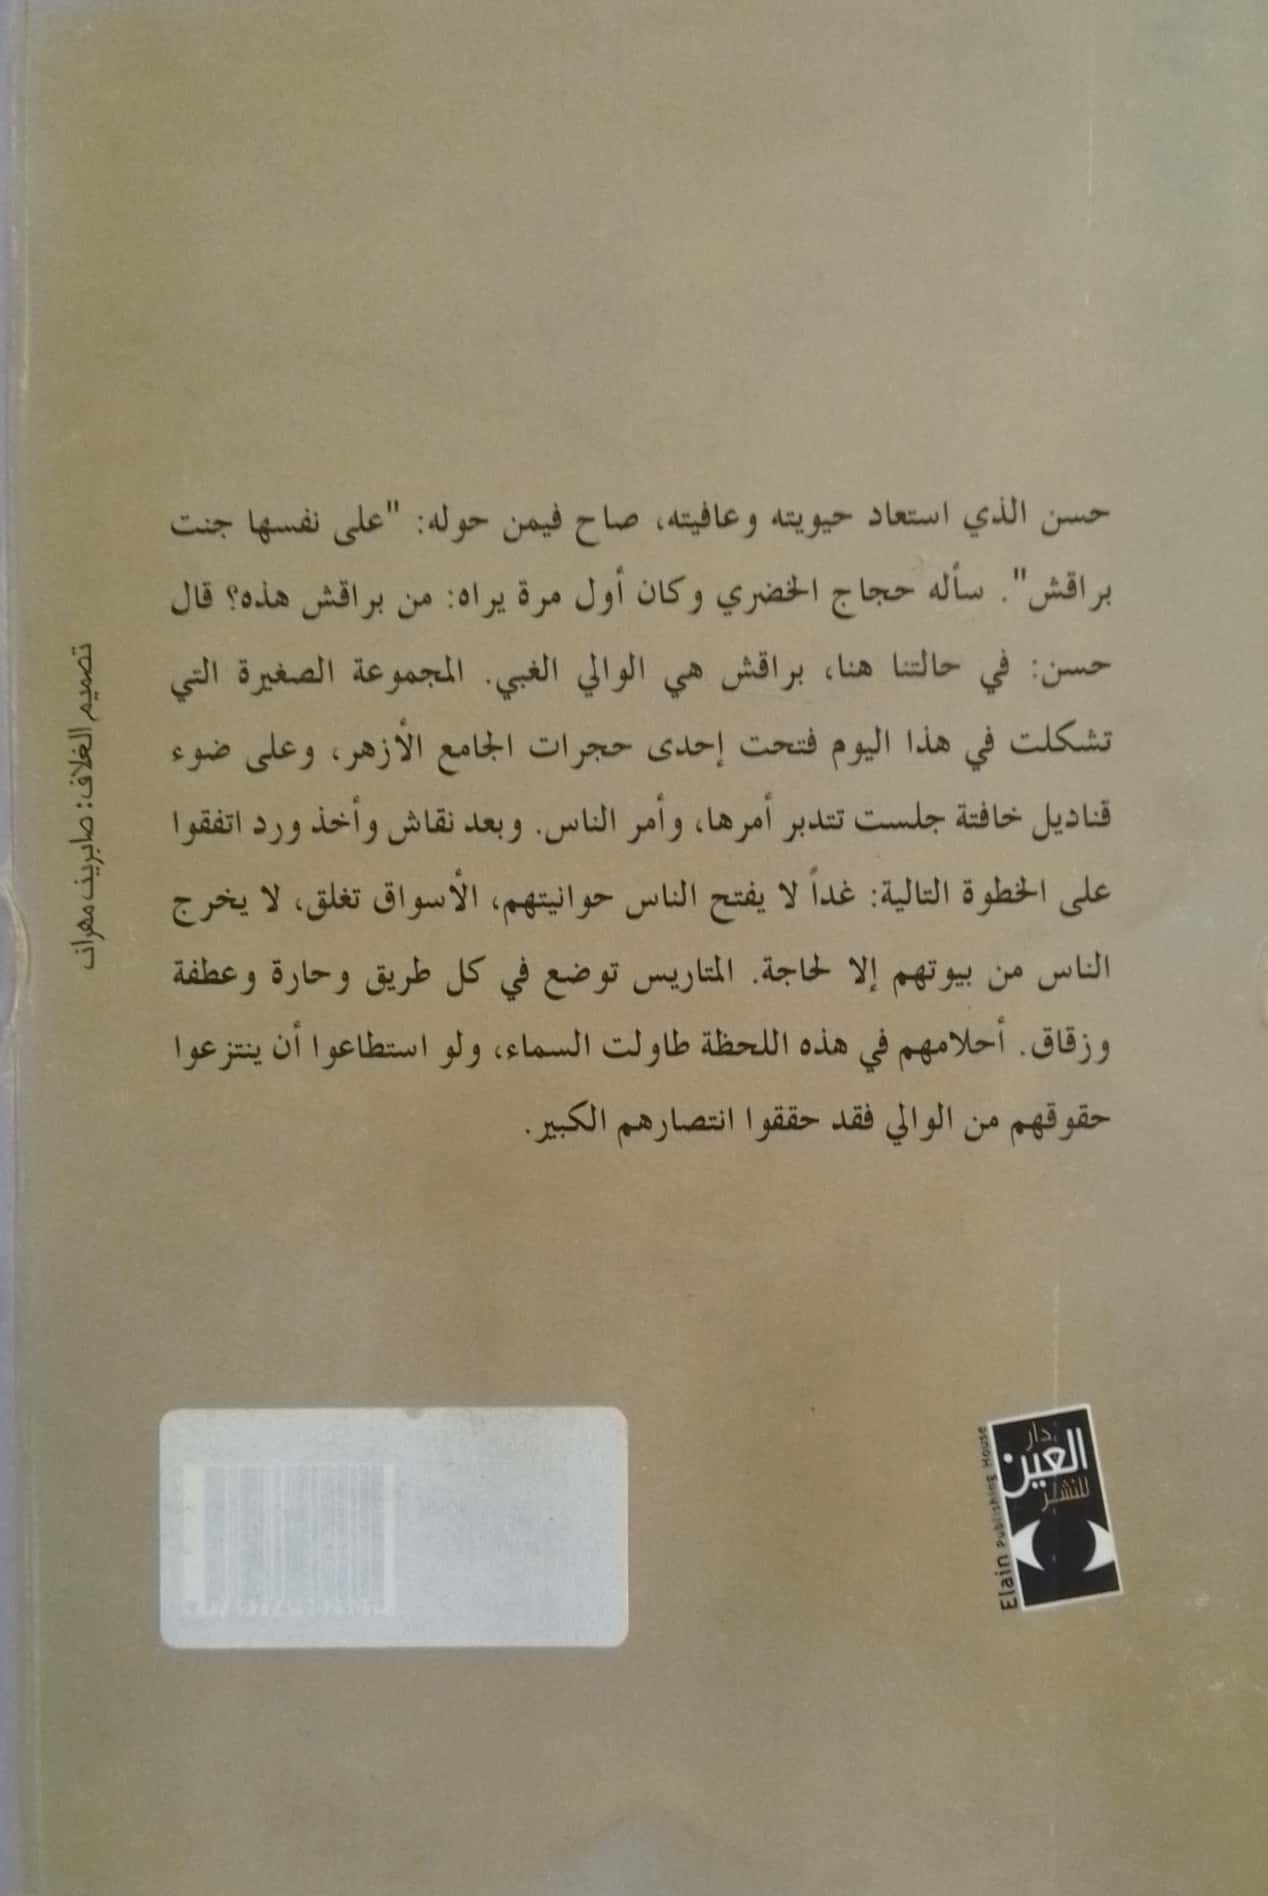 حسن الذي استعاد حيويته وعافيته، صاح فيمن حوله: "على نفسها جنت
براقش". سأله حجاج الخضري وكان أول مرة يراه: من براقش هذه؟ قال
حسن: في حالتنا هنا، براقش هي الوالي الغبي. المجموعة الصغيرة التي
تشكلت في هذا اليوم فتحت إحدى حجرات الجامع الأزهر، وعلى ضوء
قناديل خافتة جلست تتدبر أمرها، وأمر الناس. وبعد نقاش وأخذ ورد اتفقوا
على الخطوة التالية: غداً لا يفتح الناس حوانيتهم، الأسواق تغلق، لا يخرج
الناس من بيوتهم إلا لحاجة. المتاريس توضع في كل طريق وحارة وعطفة
وزقاق. أحلامهم في هذه اللحظة طاولت السماء، ولو استطاعوا أن ينتزعوا
حقوقهم من الوالي فقد حققوا انتصارهم الكبير.
تصميم الغلاف: صابرين مهران
دار
العين
للنشر
Elain Publishing House